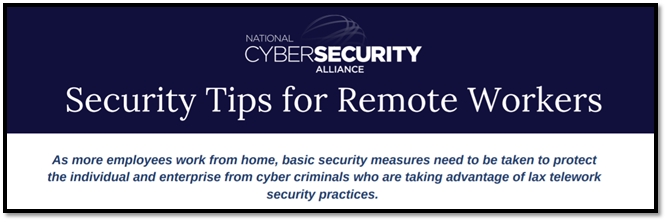 NATIONAL
CYBERSECURITY
ALLIANCE
Security Tips for Remote Workers
As more employees work from home, basic security measures need to be taken to protect
the individual and enterprise from cyber criminals who are taking advantage of lax telework
security practices.